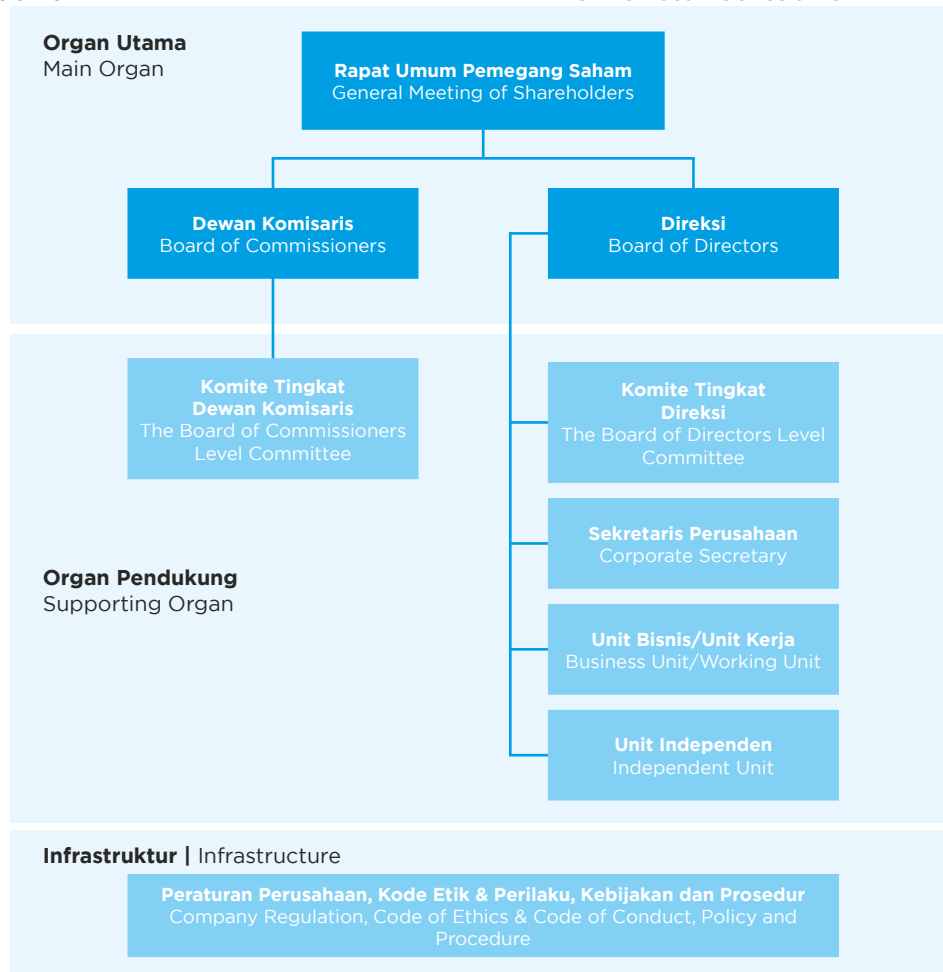 Organ Utama
Main Organ
Rapat Umum Pemegang Saham
General Meeting of Shareholders
Dewan Komisaris
Board of Commissioners
Direksi
Board of Directors
Komite Tingkat
Dewan Komisaris
The Board of Commissioners
Level Committee
Komite Tingkat
Direksi
The Board of Directors Level
Committee
Sekretaris Perusahaan
Corporate Secretary
Organ Pendukung
Supporting Organ
Unit Bisnis/Unit Kerja
Business Unit/Working Unit
Unit Independen
Independent Unit
Infrastruktur | Infrastructure
Peraturan Perusahaan, Kode Etik & Perilaku, Kebijakan dan Prosedur
Company Regulation, Code of Ethics & Code of Conduct, Policy and
Procedure